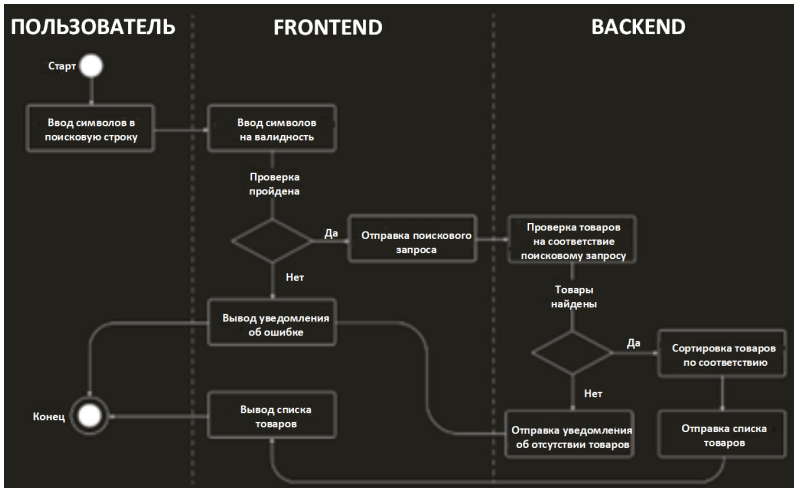 ПОЛЬЗОВАТЕЛЬ
FRONTEND
BACKEND
Старт
Ввод символов в
поисковую строку
Ввод символов
на валидность
Проверка
пройдена
Да
Отправка поискового
запроса
Проверка товаров
на соответствие
поисковому запросу
Нет
Товары
найдены
Вывод уведомления
об ошибке
Да
Сортировка товаров
по соответствию
Нет
Конец
Вывод списка
товаров
Отправка уведомления
об отсутствии товаров
Отправка списка
товаров